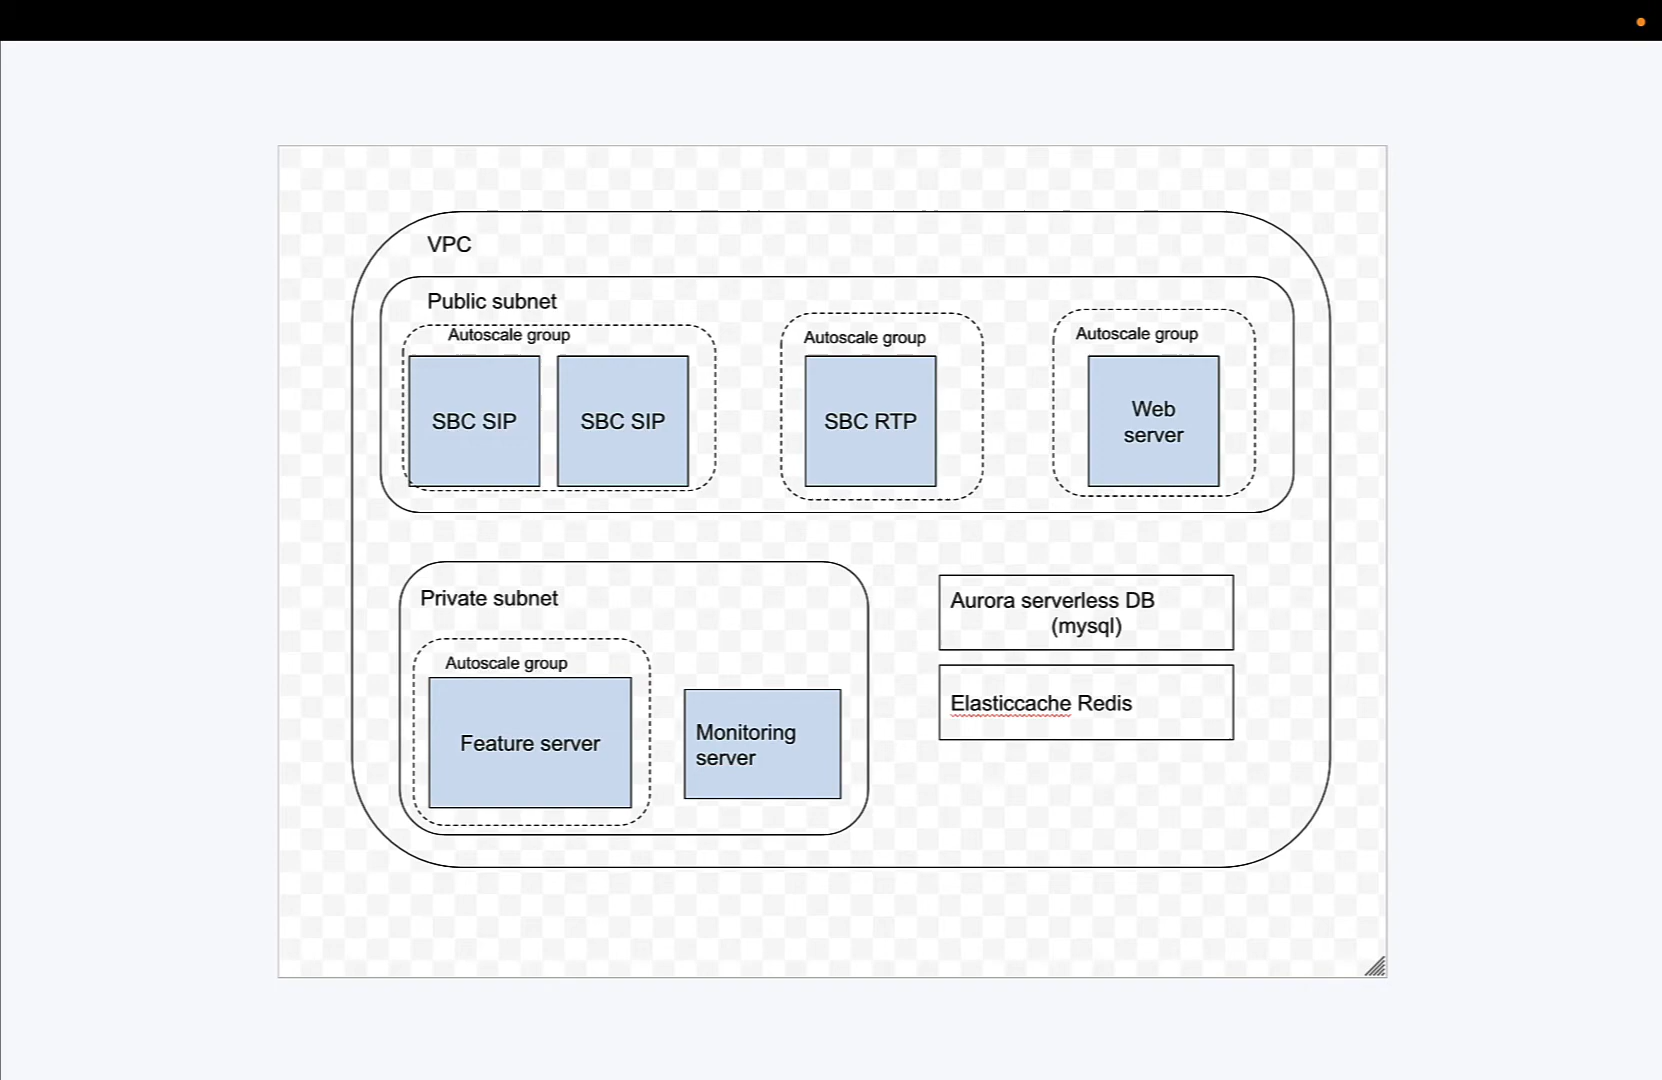 VPC
Public subnet
Autoscale group
Autoscale group
Autoscale group
SBC SIP
SBC SIP
SBC RTP
Web
server
Private subnet
Autoscale group
Feature server
Monitoring
server
Aurora serverless DB
(mysql)
Elasticcache Redis